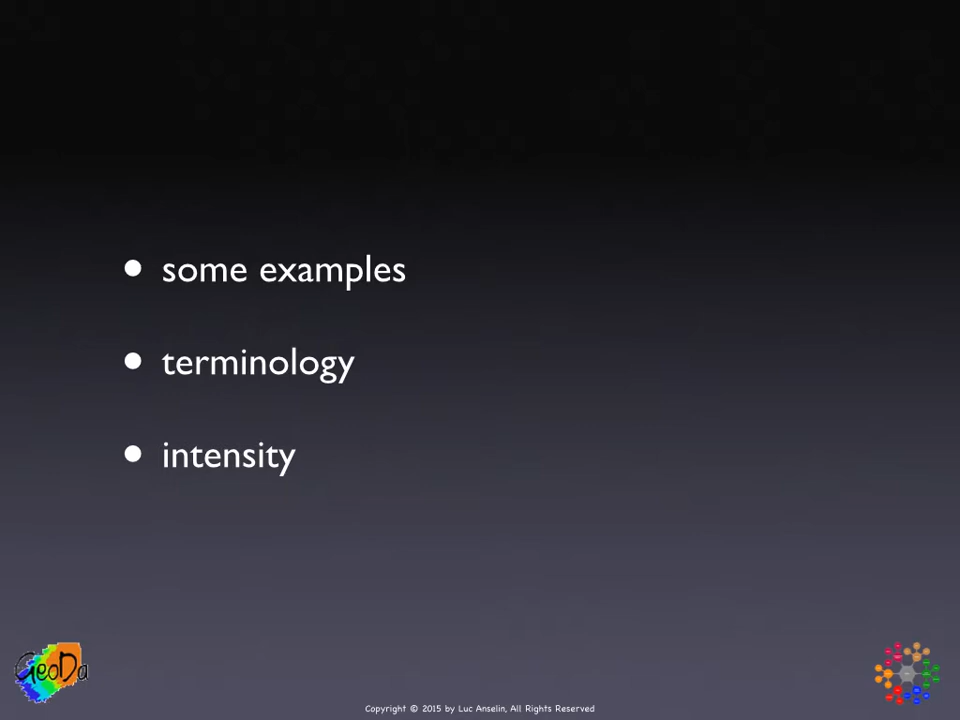 • some examples
• terminology
• intensity
GeoDa
Copyright © 2015 by Luc Anselin, All Rights Reserved